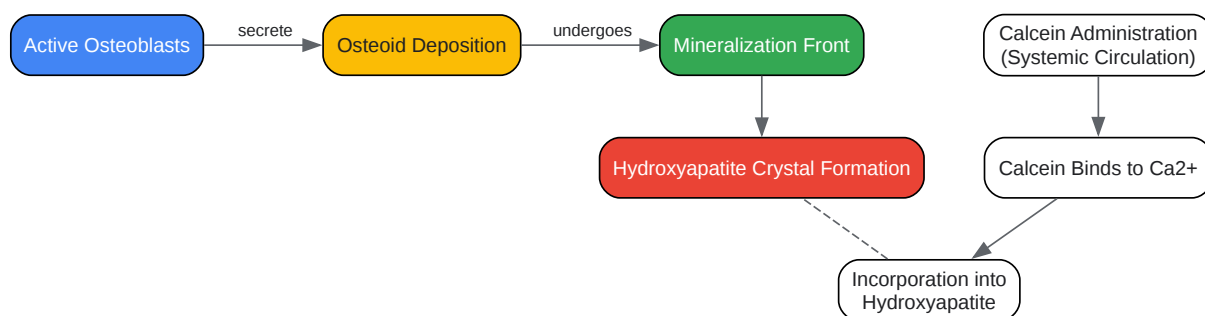 Active Osteoblasts
secrete
Osteoid Deposition
undergoes
Mineralization Front
Calcein Administration
(Systemic Circulation)
Hydroxyapatite Crystal Formation
Calcein Binds to Ca2+
Incorporation into
Hydroxyapatite